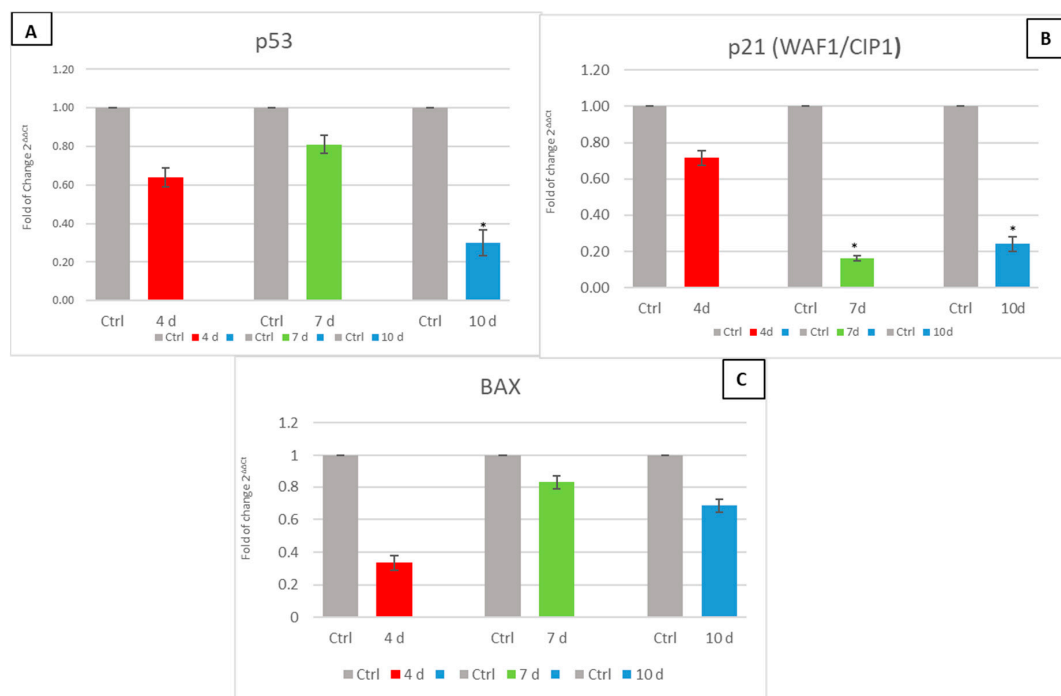 A
p53
Fold of Change 2-ΔΔCt
1.20
1.00
0.80
0.60
0.40
0.20
0.00
*
Ctrl 4 d Ctrl 7 d Ctrl 10 d
Ctrl 4 d Ctrl 7 d Ctrl 10 d
B
p21 (WAF1/CIP1)
Fold of change 2-ΔΔCt
1.20
1.00
0.80
0.60
0.40
0.20
0.00
* *
Ctrl 4d Ctrl 7d Ctrl 10d
Ctrl 4d Ctrl 7d Ctrl 10d
C
BAX
Fold of change 2-ΔΔCt
1.2
1
0.8
0.6
0.4
0.2
0
Ctrl 4 d Ctrl 7 d Ctrl 10 d
Ctrl 4 d Ctrl 7 d Ctrl 10 d